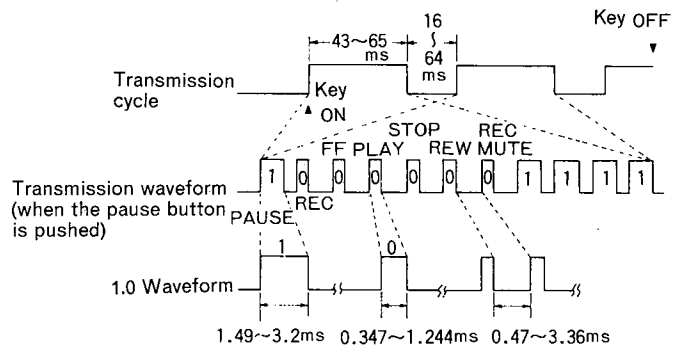 16
Key OFF
43~65
ms
~
64
ms
Transmission
cycle
Key
ON
STOP
REC
FF PLAY
REW MUTE
Transmission waveform
(when the pause button
is pushed)
1 0 0 0 0 0 0 1 1 1 1
REC
PAUSE
1
0
1.0 Waveform
1.49~3.2ms
0.347~1.244ms
0.47~3.36ms